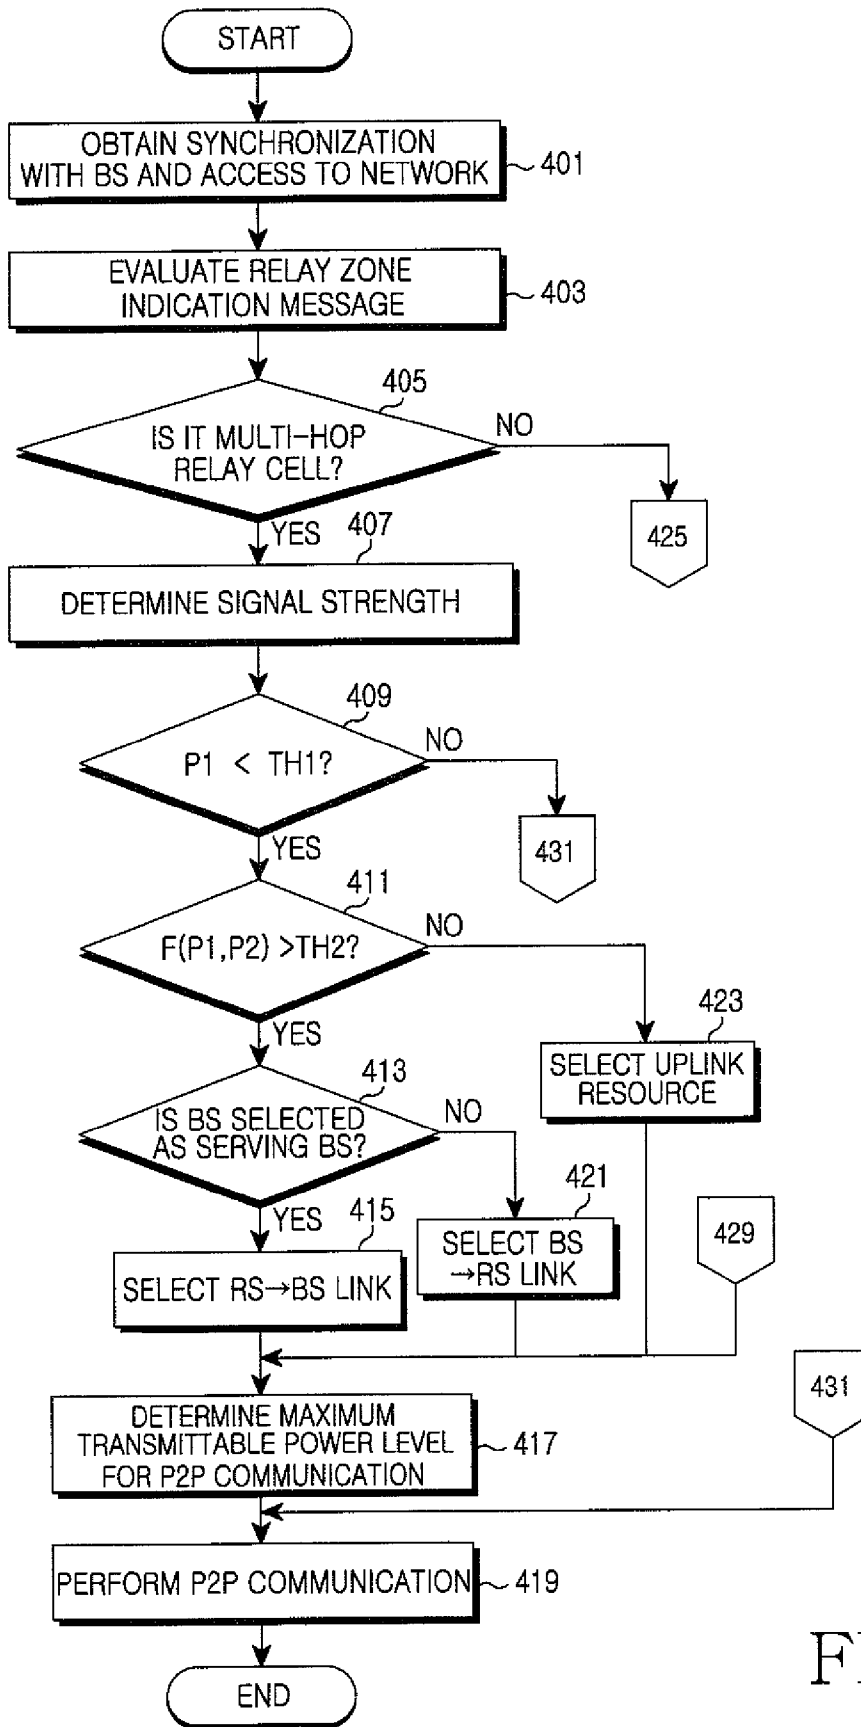 START
OBTAIN SYNCHRONIZATION
WITH BS AND ACCESS TO NETWORK
401
EVALUATE RELAY ZONE
INDICATION MESSAGE
403
405
IS IT MULTI-HOP
RELAY CELL?
NO
425
YES
407
DETERMINE SIGNAL STRENGTH
409
P1 < TH1?
NO
431
YES
411
F(P1,P2) >TH2?
NO
423
SELECT UPLINK
RESOURCE
YES
413
IS BS SELECTED
AS SERVING BS?
NO
421
SELECT BS
→RS LINK
429
YES
415
SELECT RS→BS LINK
431
DETERMINE MAXIMUM
TRANSMITTABLE POWER LEVEL
FOR P2P COMMUNICATION
417
PERFORM P2P COMMUNICATION
419
END